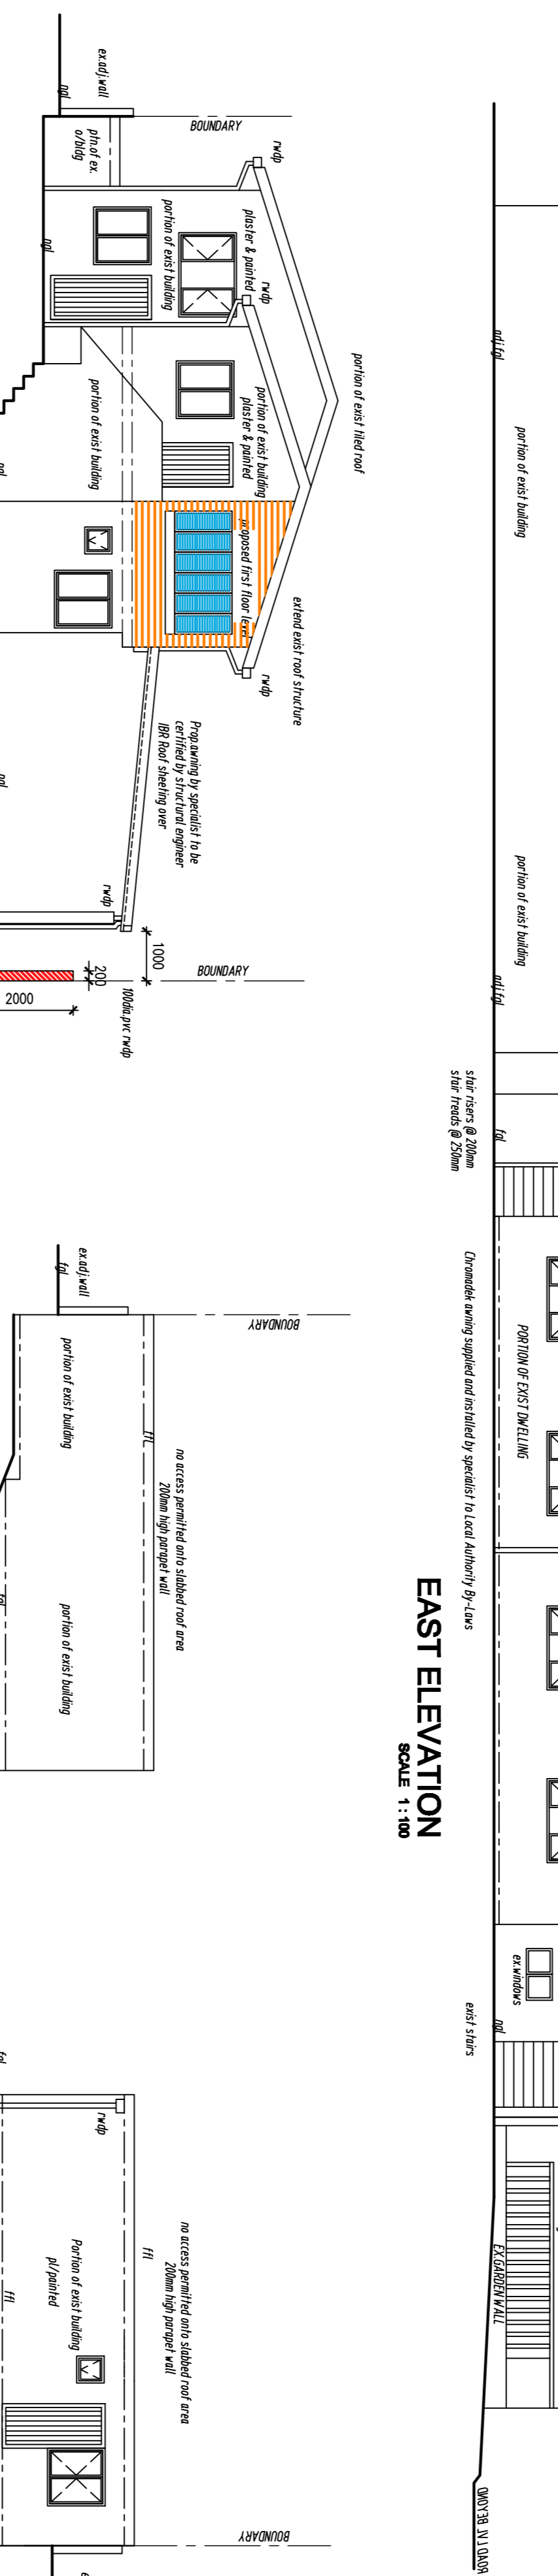 ex.adj.wall
ngl
BOUNDARY
ptn.of ex.
o/bldg
rwdp
ngl
portion of exist building
plaster & painted
rwdp
portion of exist tiled roof
portion of exist building
portion of exist building
plaster & painted
ngl
proposed first floor level
extend exist roof structure
rwdp
Prop.awning by specialist to be
certified by structural engineer
IBR Roof sheeting over
ngl
rwdp
1000
BOUNDARY
200
2000
100dia.pvc rwdp
adj.fgl
portion of exist building
portion of exist building
adj.fgl
stair risers @ 200mm
stair treads @ 250mm
fgl
Chromadek awning supplied and installed by specialist to Local Authority By-Laws
PORTION OF EXIST DWELLING
EAST ELEVATION
SCALE 1 : 100
ex.windows
exist stairs
ngl
EX.GARDEN WALL
ROAD LVL BEYOND
ex.adj.wall
fgl
BOUNDARY
portion of exist building
ffl
no access permitted onto slabbed roof area
200mm high parapet wall
portion of exist building
fgl
fgl
rwdp
no access permitted onto slabbed roof area
200mm high parapet wall
ffl
Portion of exist building
pl/painted
ffl
BOUNDARY